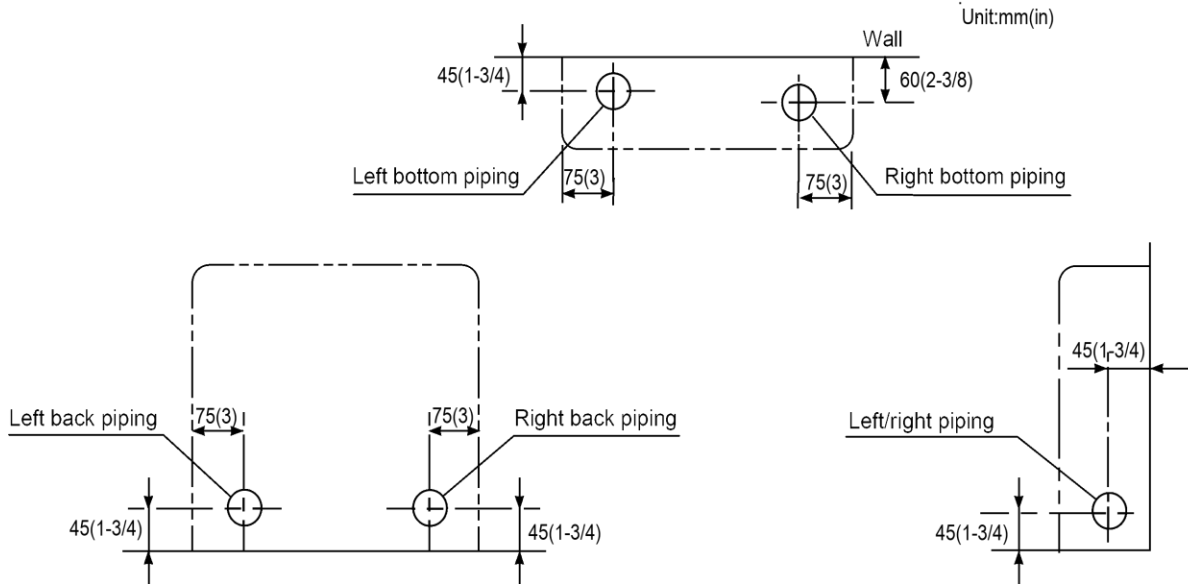 Unit:mm(in)
Wall
45(1-3/4)
60(2-3/8)
Left bottom piping
75(3)
75(3)
Right bottom piping
45(1-3/4)
Left back piping
75(3)
75(3)
Right back piping
Left/right piping
45(1-3/4)
45(1-3/4)
45(1-3/4)